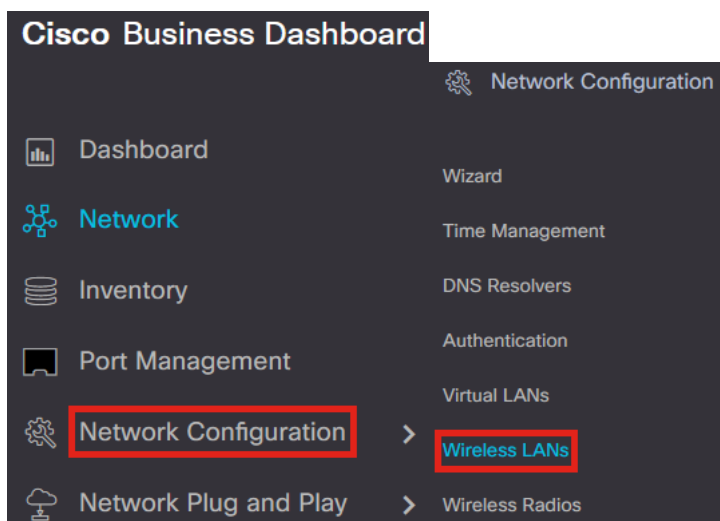 Cisco Business Dashboard
Dashboard
Network
Inventory
Port Management
Network Configuration
Network Plug and Play
Network Configuration
Wizard
Time Management
DNS Resolvers
Authentication
Virtual LANs
Wireless LANs
Wireless Radios